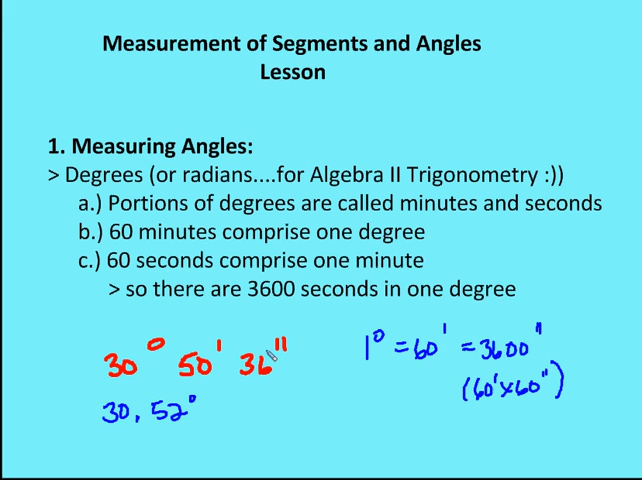 Measurement of Segments and Angles
Lesson
1. Measuring Angles:
> Degrees (or radians....for Algebra II Trigonometry :))
a.) Portions of degrees are called minutes and seconds
b.) 60 minutes comprise one degree
c.) 60 seconds comprise one minute
> so there are 3600 seconds in one degree
30° 50' 36"
1° = 60' = 3600"
(60' x 60")
30, 52°